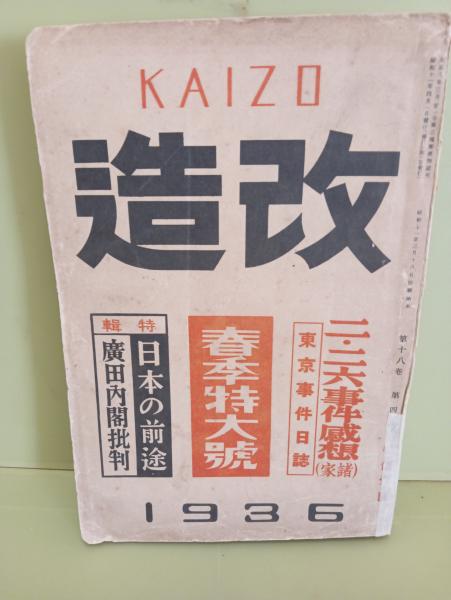 KAIZO
改造
二・二六事件感想(諸家)
東京事件日誌
春季特大號
特輯
日本の前途
廣田內閣批判
1936
第十八卷 第四